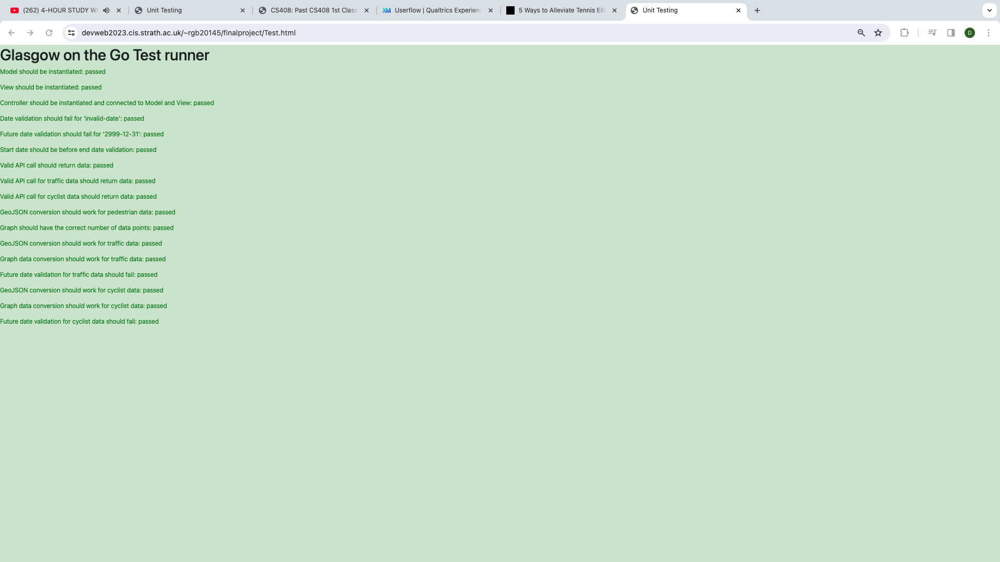 (262) 4-HOUR STUDY WI
Unit Testing
CS408: Past CS408 1st Class
Userflow | Qualtrics Experienc
5 Ways to Alleviate Tennis Elb
Unit Testing
devweb2023.cis.strath.ac.uk/~rgb20145/finalproject/Test.html
D
Glasgow on the Go Test runner
Model should be instantiated: passed
View should be instantiated: passed
Controller should be instantiated and connected to Model and View: passed
Date validation should fail for 'invalid-date': passed
Future date validation should fail for '2999-12-31': passed
Start date should be before end date validation: passed
Valid API call should return data: passed
Valid API call for traffic data should return data: passed
Valid API call for cyclist data should return data: passed
GeoJSON conversion should work for pedestrian data: passed
Graph should have the correct number of data points: passed
GeoJSON conversion should work for traffic data: passed
Graph data conversion should work for traffic data: passed
Future date validation for traffic data should fail: passed
GeoJSON conversion should work for cyclist data: passed
Graph data conversion should work for cyclist data: passed
Future date validation for cyclist data should fail: passed